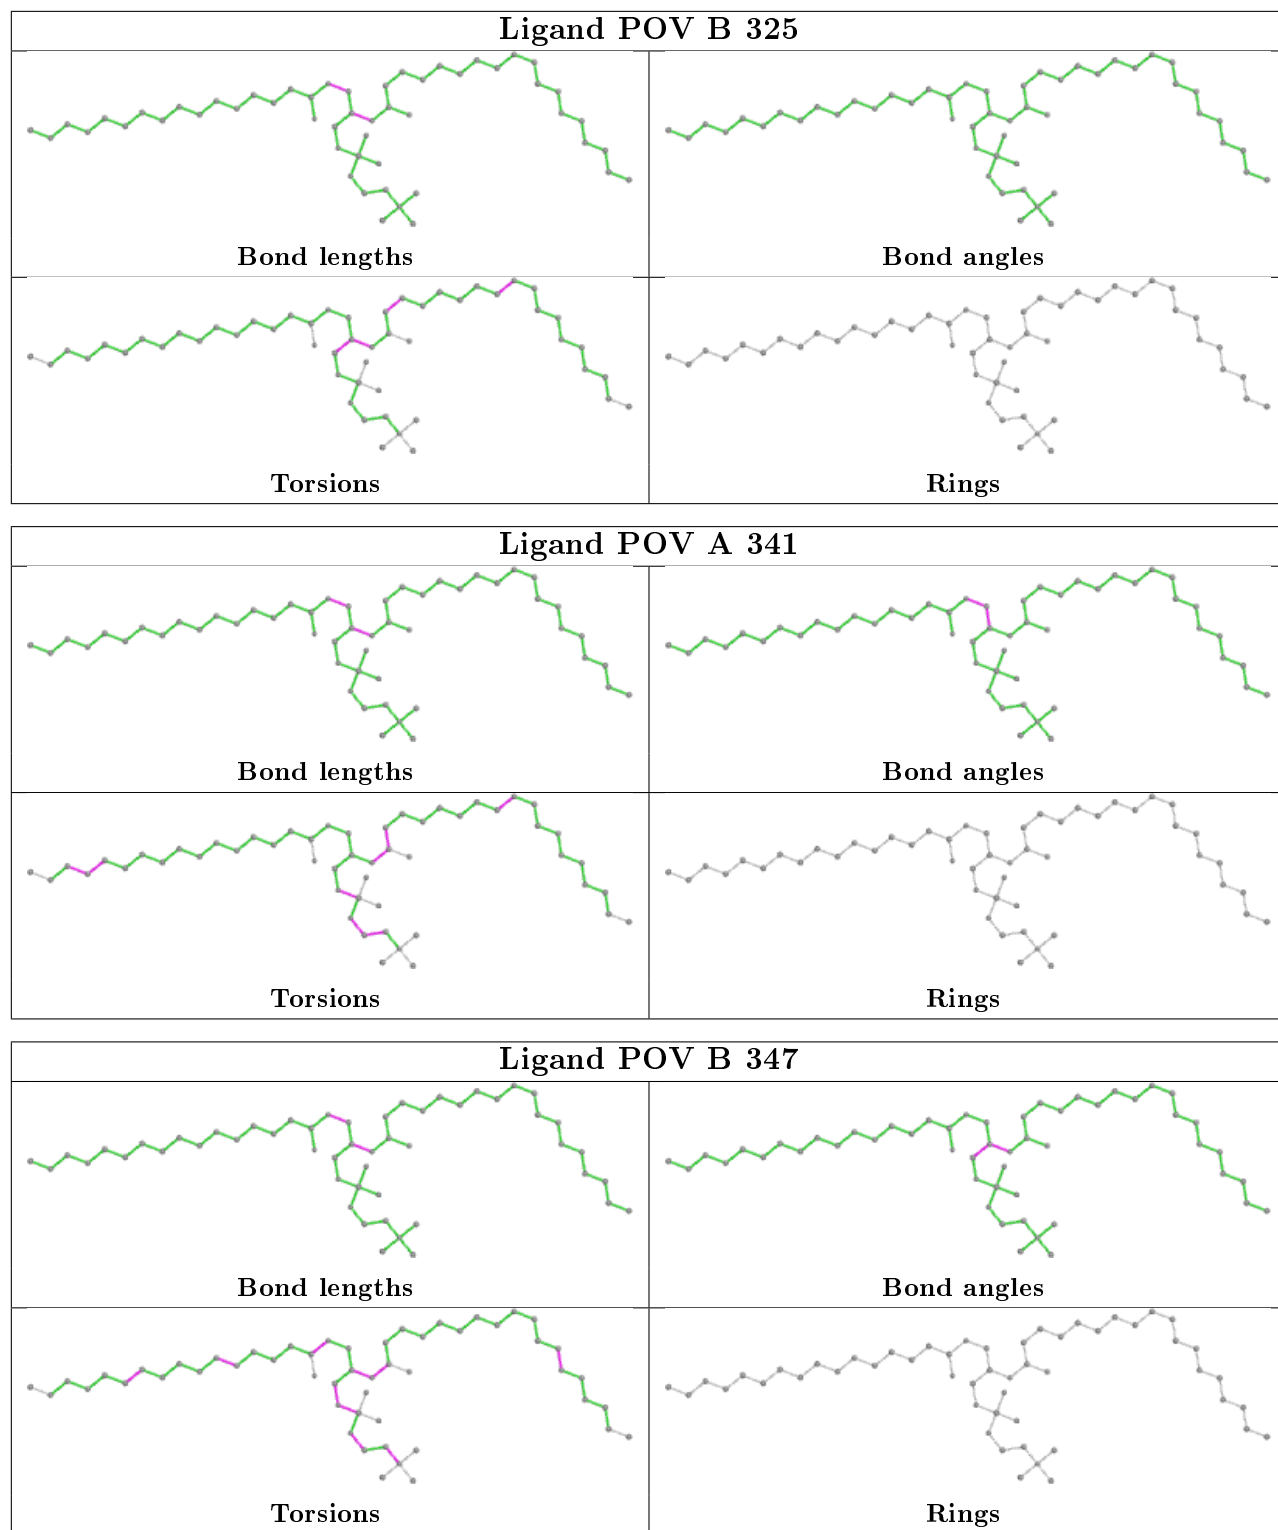 Ligand POV B 325
Bond lengths
Bond angles
Torsions
Rings
Ligand POV A 341
Bond lengths
Bond angles
Torsions
Rings
Ligand POV B 347
Bond lengths
Bond angles
Torsions
Rings